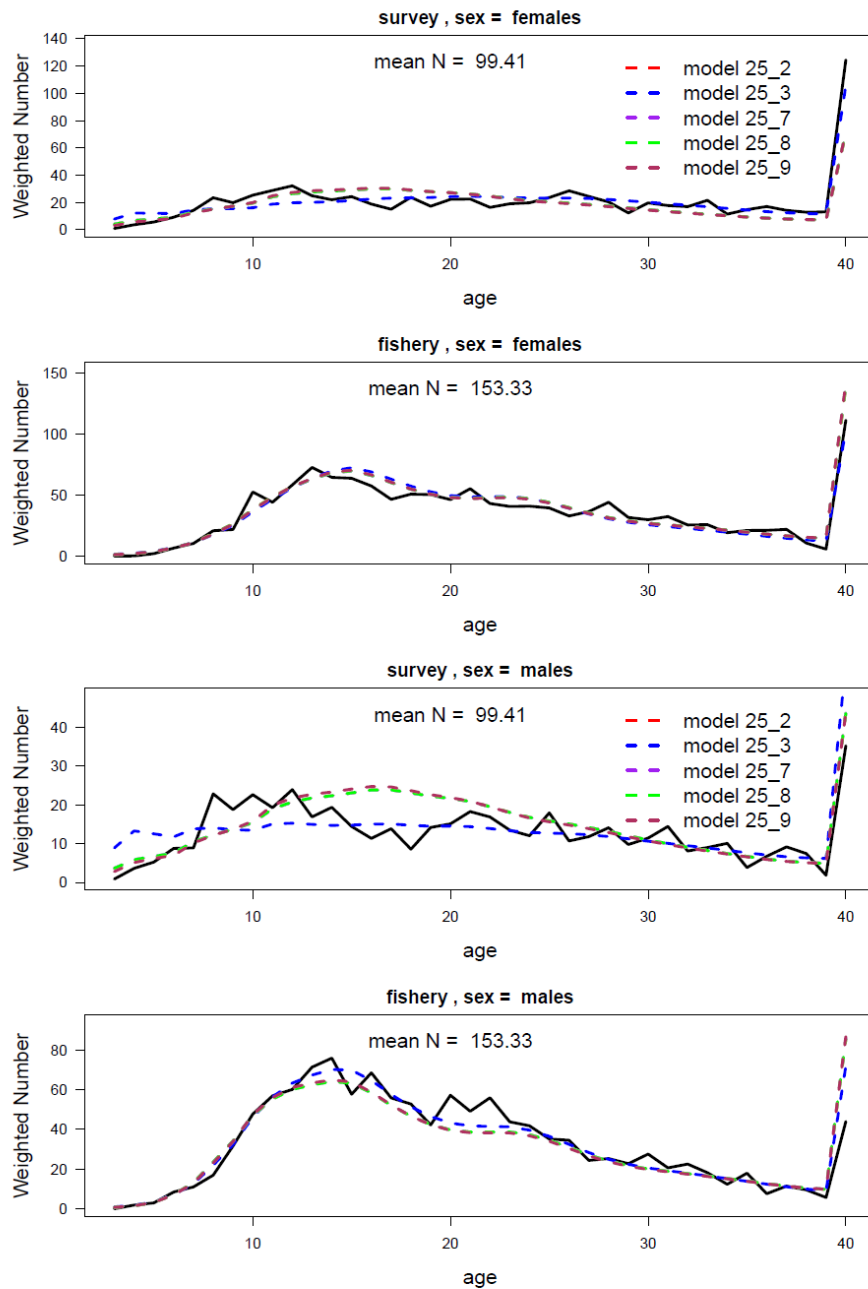 survey , sex = females
mean N = 99.41
model 25_2
model 25_3
model 25_7
model 25_8
model 25_9
Weighted Number
140
120
100
80
60
40
20
0
10
20
30
40
age
fishery , sex = females
mean N = 153.33
Weighted Number
150
100
50
0
10
20
30
40
age
survey , sex = males
mean N = 99.41
model 25_2
model 25_3
model 25_7
model 25_8
model 25_9
Weighted Number
40
30
20
10
0
10
20
30
40
age
fishery , sex = males
mean N = 153.33
Weighted Number
80
60
40
20
0
10
20
30
40
age